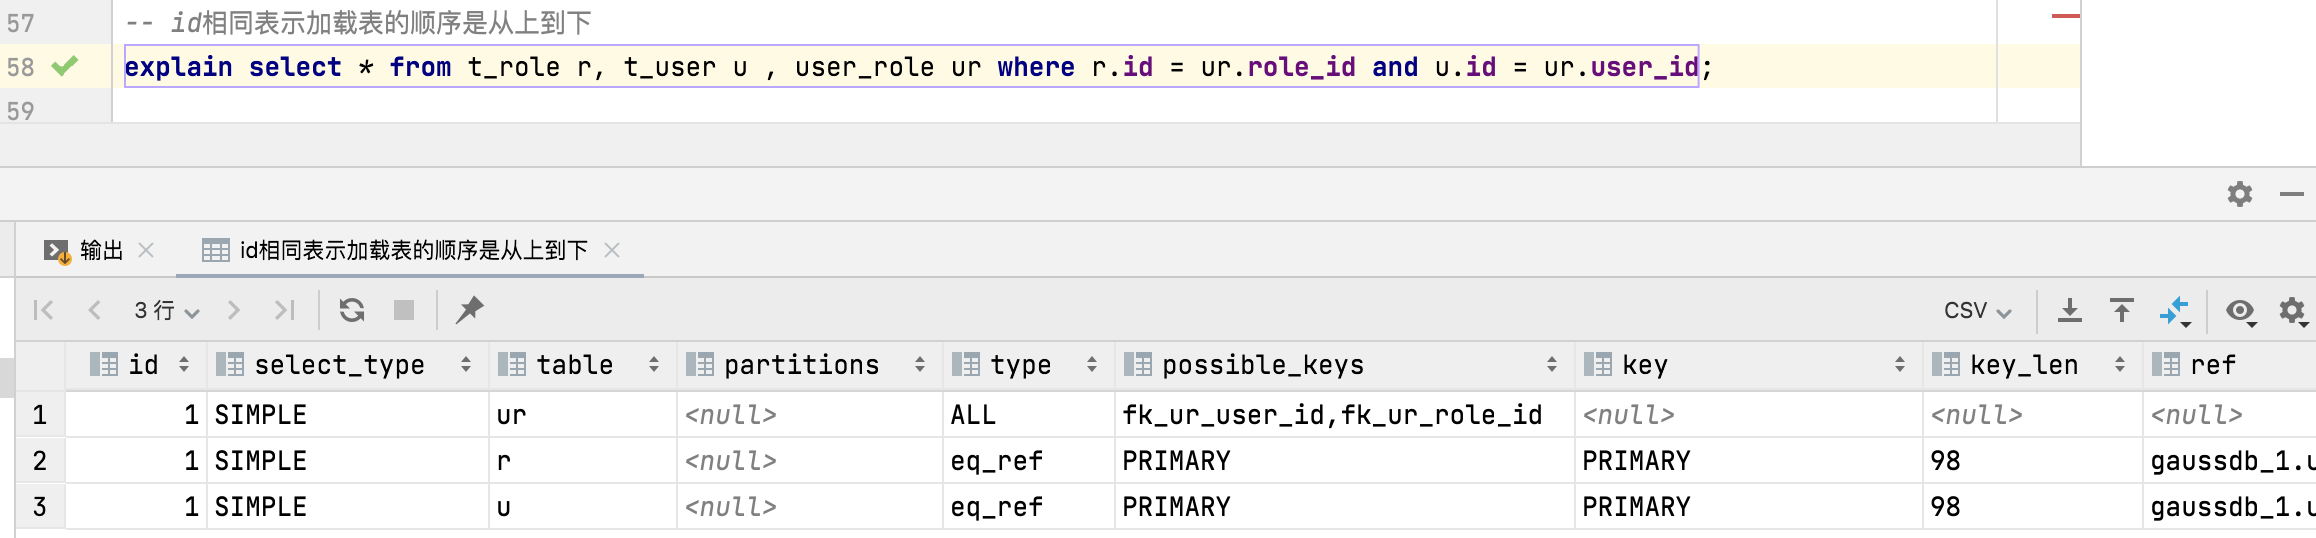 57 -- id相同表示加载表的顺序是从上到下
58 explain select * from t_role r, t_user u , user_role ur where r.id = ur.role_id and u.id = ur.user_id;
59
输出 id相同表示加载表的顺序是从上到下
3 行 CSV
id select_type table partitions type possible_keys key key_len ref
1 1 SIMPLE ur <null> ALL fk_ur_user_id,fk_ur_role_id <null> <null> <null>
2 1 SIMPLE r <null> eq_ref PRIMARY PRIMARY 98 gaussdb_1.u
3 1 SIMPLE u <null> eq_ref PRIMARY PRIMARY 98 gaussdb_1.u